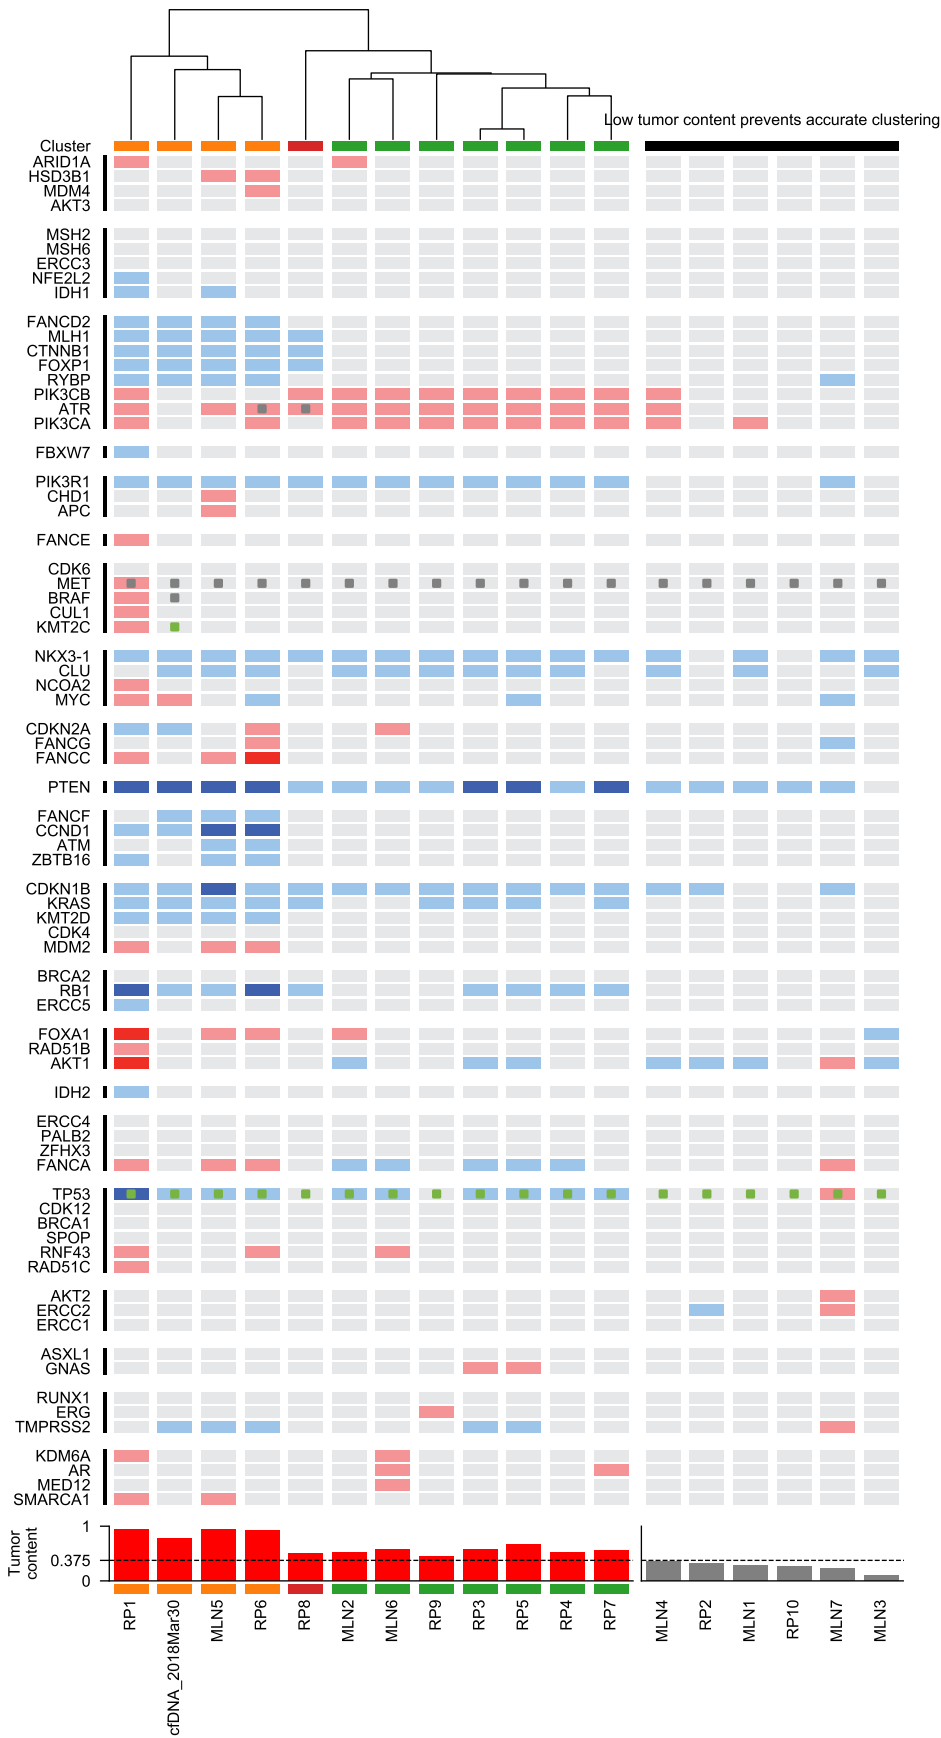 Low tumor content prevents accurate clustering
Cluster
ARID1A
HSD3B1
MDM4
AKT3
MSH2
MSH6
ERCC3
NFE2L2
IDH1
FANCD2
MLH1
CTNNB1
FOXP1
RYBP
PIK3CB
ATR
PIK3CA
FBXW7
PIK3R1
CHD1
APC
FANCE
CDK6
MET
BRAF
CUL1
KMT2C
NKX3-1
CLU
NCOA2
MYC
CDKN2A
FANCG
FANCC
PTEN
FANCF
CCND1
ATM
ZBTB16
CDKN1B
KRAS
KMT2D
CDK4
MDM2
BRCA2
RB1
ERCC5
FOXA1
RAD51B
AKT1
IDH2
ERCC4
PALB2
ZFHX3
FANCA
TP53
CDK12
BRCA1
SPOP
RNF43
RAD51C
AKT2
ERCC2
ERCC1
ASXL1
GNAS
RUNX1
ERG
TMPRSS2
KDM6A
AR
MED12
SMARCA1
Tumor
content
1
0.375
0
RP1
cfDNA_2018Mar30
MLN5
RP6
RP8
MLN2
MLN6
RP9
RP3
RP5
RP4
RP7
MLN4
RP2
MLN1
RP10
MLN7
MLN3